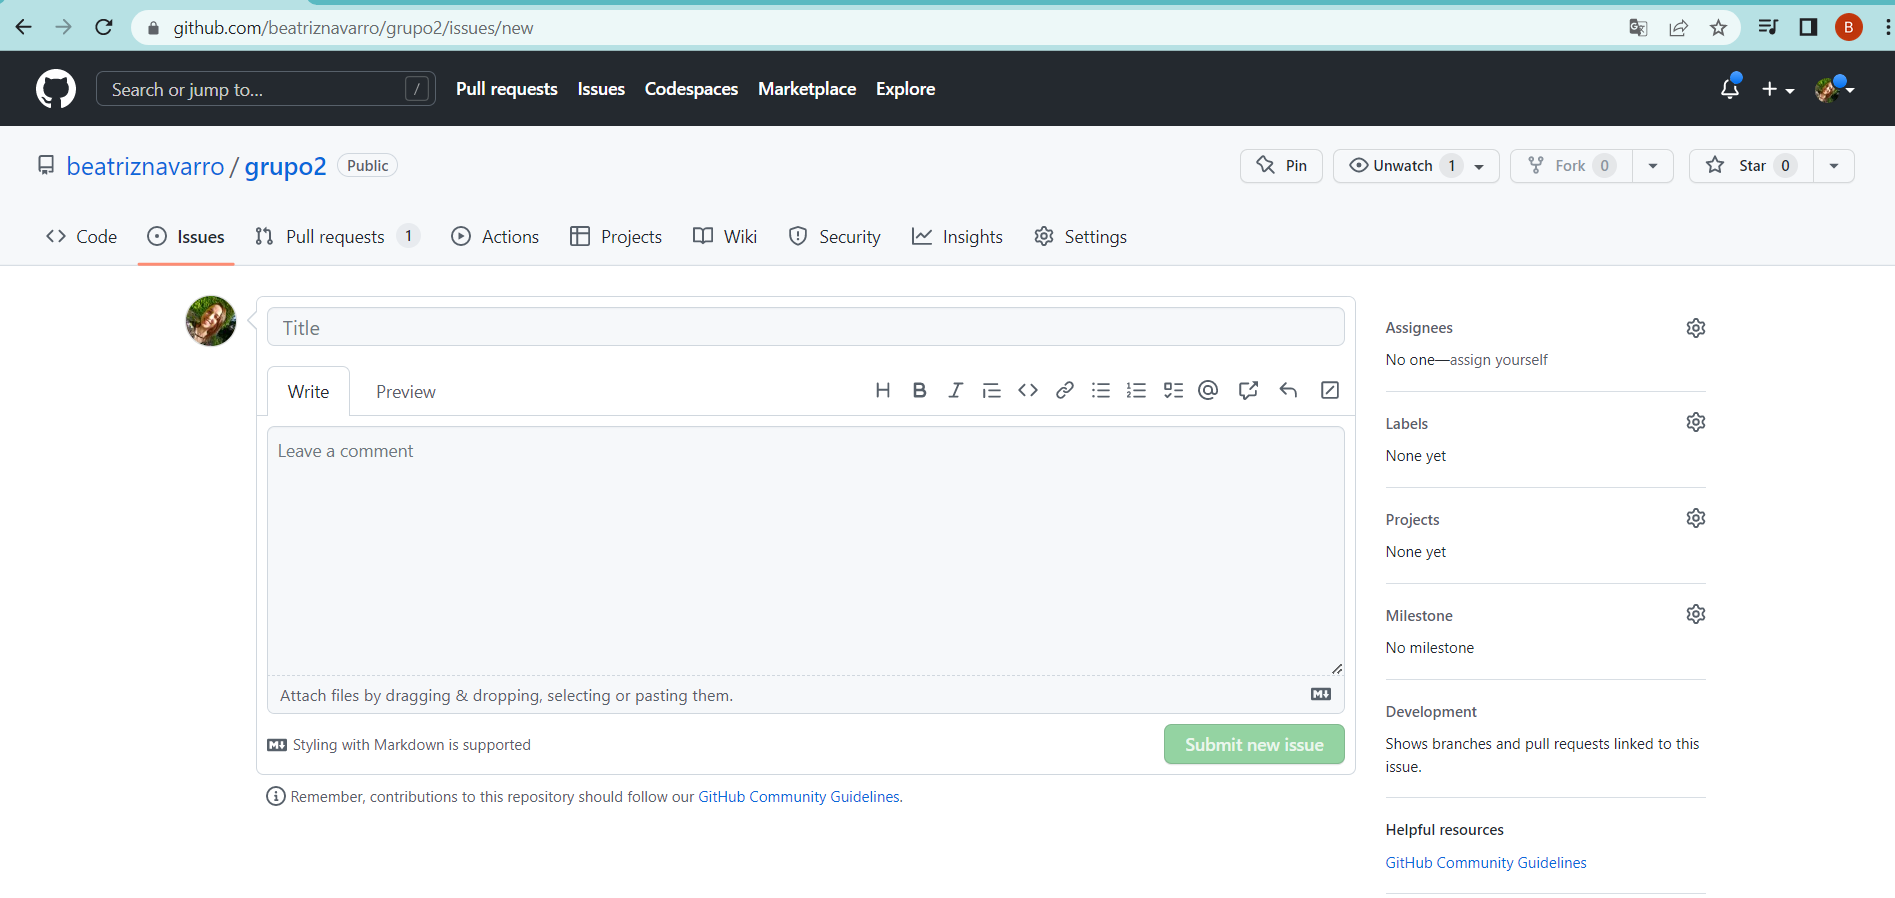 github.com/beatriznavarro/grupo2/issues/new
B
Search or jump to... /
Pull requests Issues Codespaces Marketplace Explore
beatriznavarro / grupo2 Public
Pin Unwatch 1 Fork 0 Star 0
Code Issues Pull requests 1 Actions Projects Wiki Security Insights Settings
Title
Write Preview
Leave a comment
Attach files by dragging & dropping, selecting or pasting them.
Styling with Markdown is supported
Submit new issue
Remember, contributions to this repository should follow our GitHub Community Guidelines.
Assignees
No one—assign yourself
Labels
None yet
Projects
None yet
Milestone
No milestone
Development
Shows branches and pull requests linked to this
issue.
Helpful resources
GitHub Community Guidelines